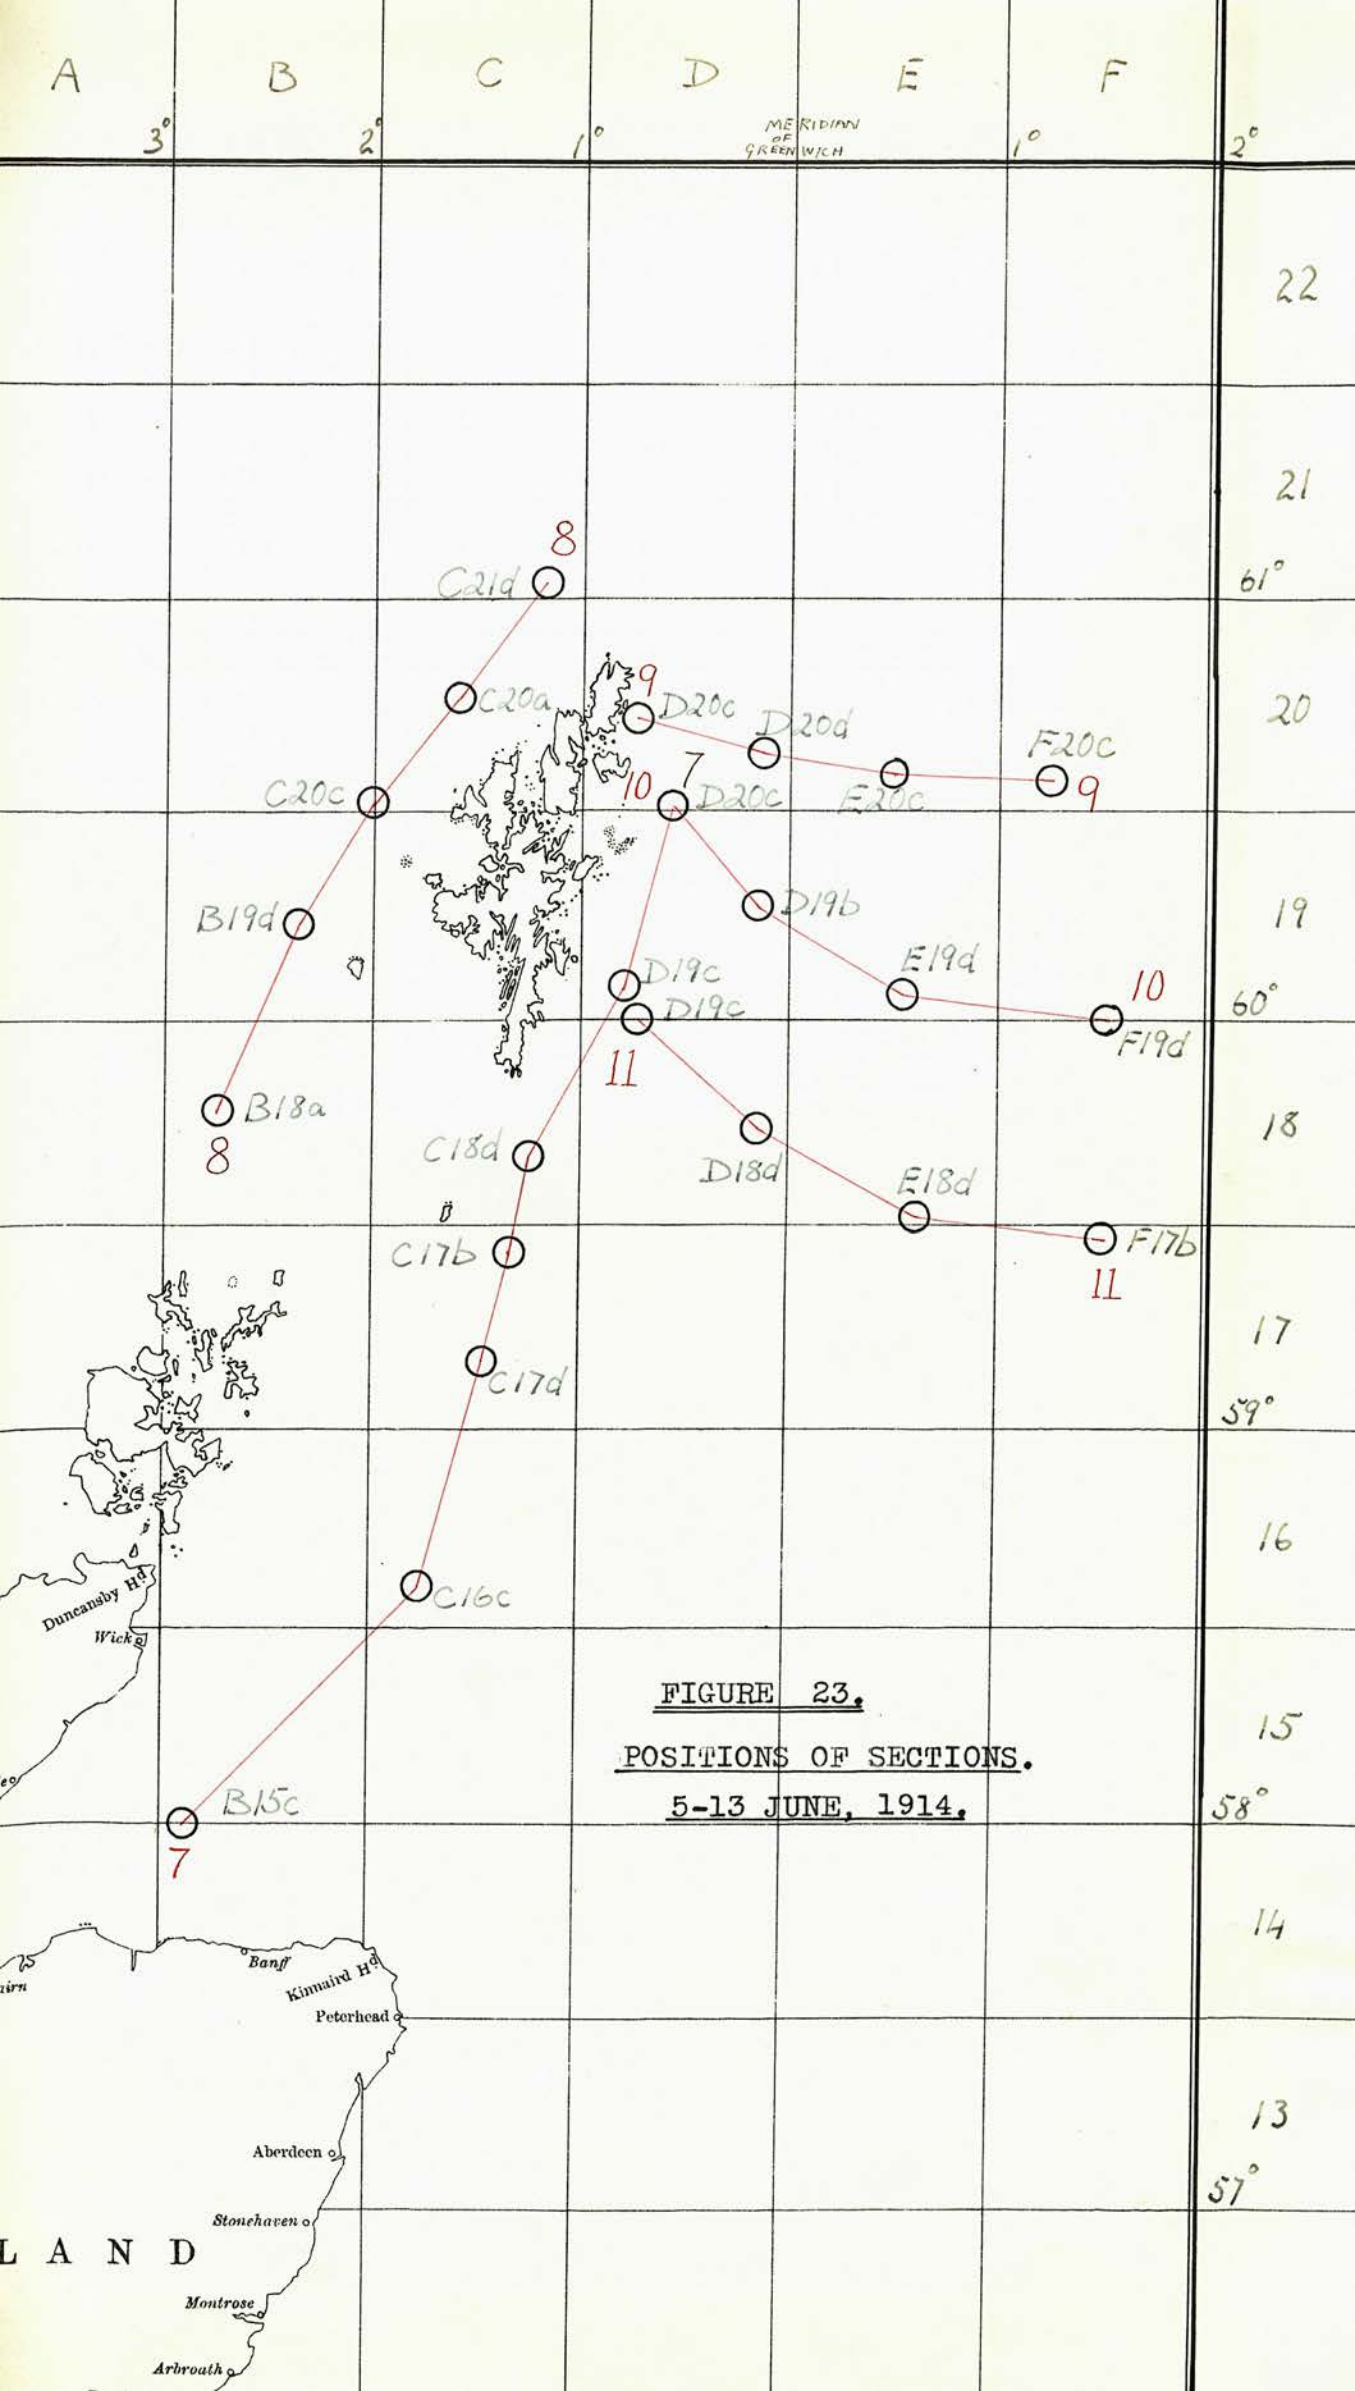 A B C D E F
3° 2° 1° MERIDIAN OF GREENWICH 1° 2°
22
21
8
C21d
61°
9
C20a
D20c
20
D20d
F20c
7
10
C20c
D20c
E20c
9
B19d
D19b
19
E19d
D19c
10
60°
D19c
F19d
11
B18a
18
C18d
8
D18d
E18d
C17b
F17b
11
17
C17d
59°
16
Duncansby Hd
C16c
Wick
FIGURE 23.
15
POSITIONS OF SECTIONS.
B15c
5-13 JUNE, 1914.
58°
7
14
Banff
Kinnaird Hd
airn
Peterhead
13
Aberdeen
57°
Stonehaven
LAND
Montrose
Arbroath